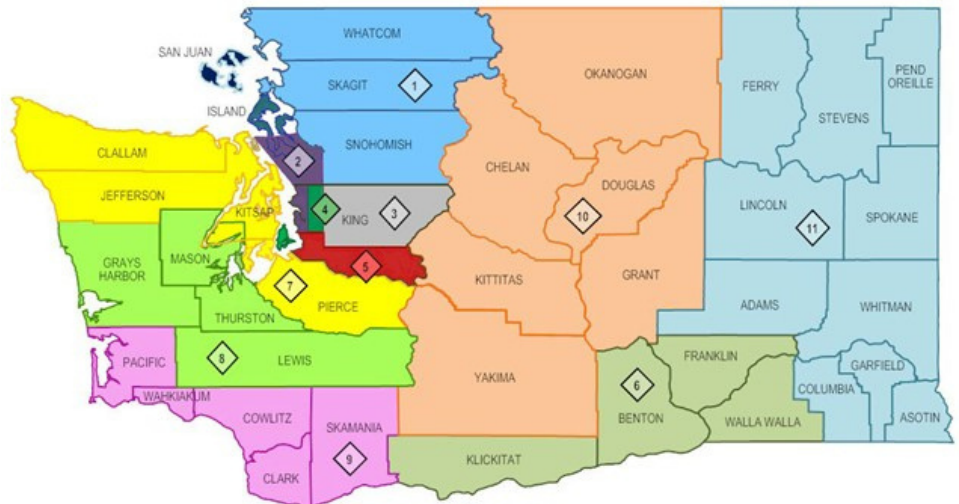 WHATCOM
SAN JUAN
OKANOGAN
PEND
OREILLE
SKAGIT
1
FERRY
STEVENS
ISLAND
SNOHOMISH
CLALLAM
2
CHELAN
DOUGLAS
JEFFERSON
LINCOLN
KITSAP
4
KING
3
10
11
SPOKANE
MASON
GRAYS
HARBOR
5
KITTITAS
GRANT
7
PIERCE
ADAMS
WHITMAN
THURSTON
8
LEWIS
PACIFIC
FRANKLIN
GARFIELD
YAKIMA
6
COLUMBIA
WAHKIAKUM
BENTON
COWLITZ
SKAMANIA
WALLA WALLA
ASOTIN
9
KLICKITAT
CLARK